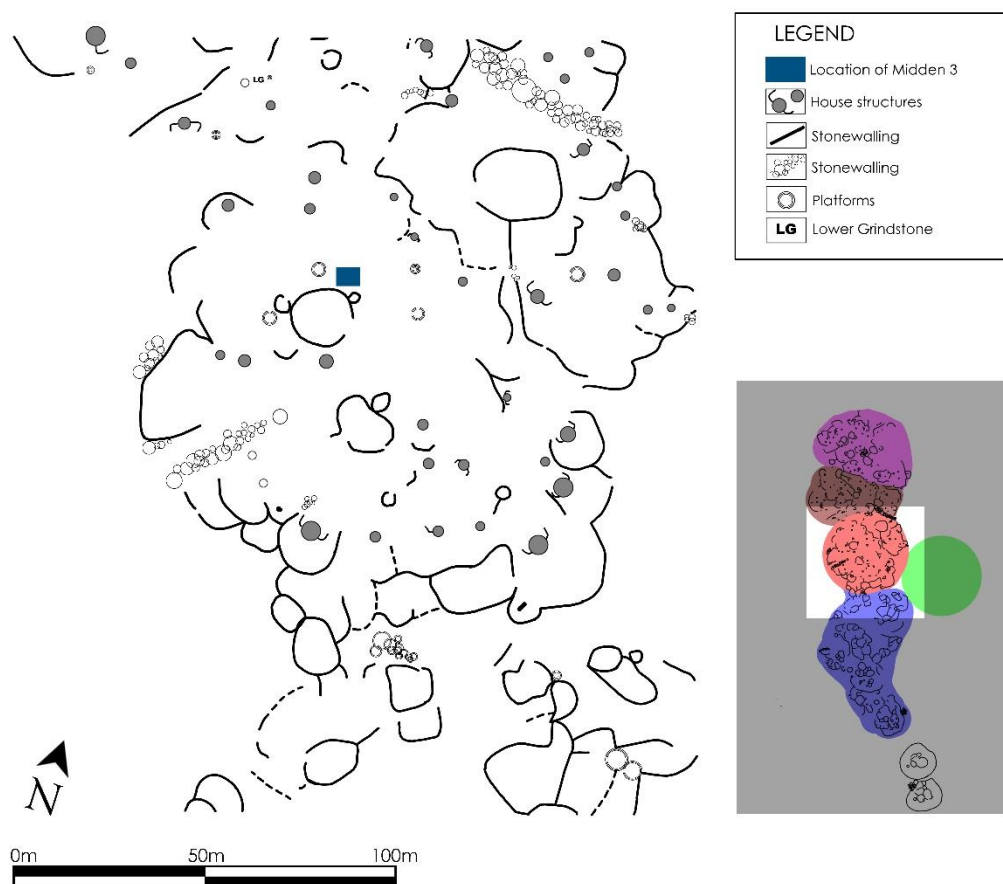 LG
LEGEND
Location of Midden 3
House structures
Stonewalling
Stonewalling
Platforms
LG Lower Grindstone
N
0m 50m 100m